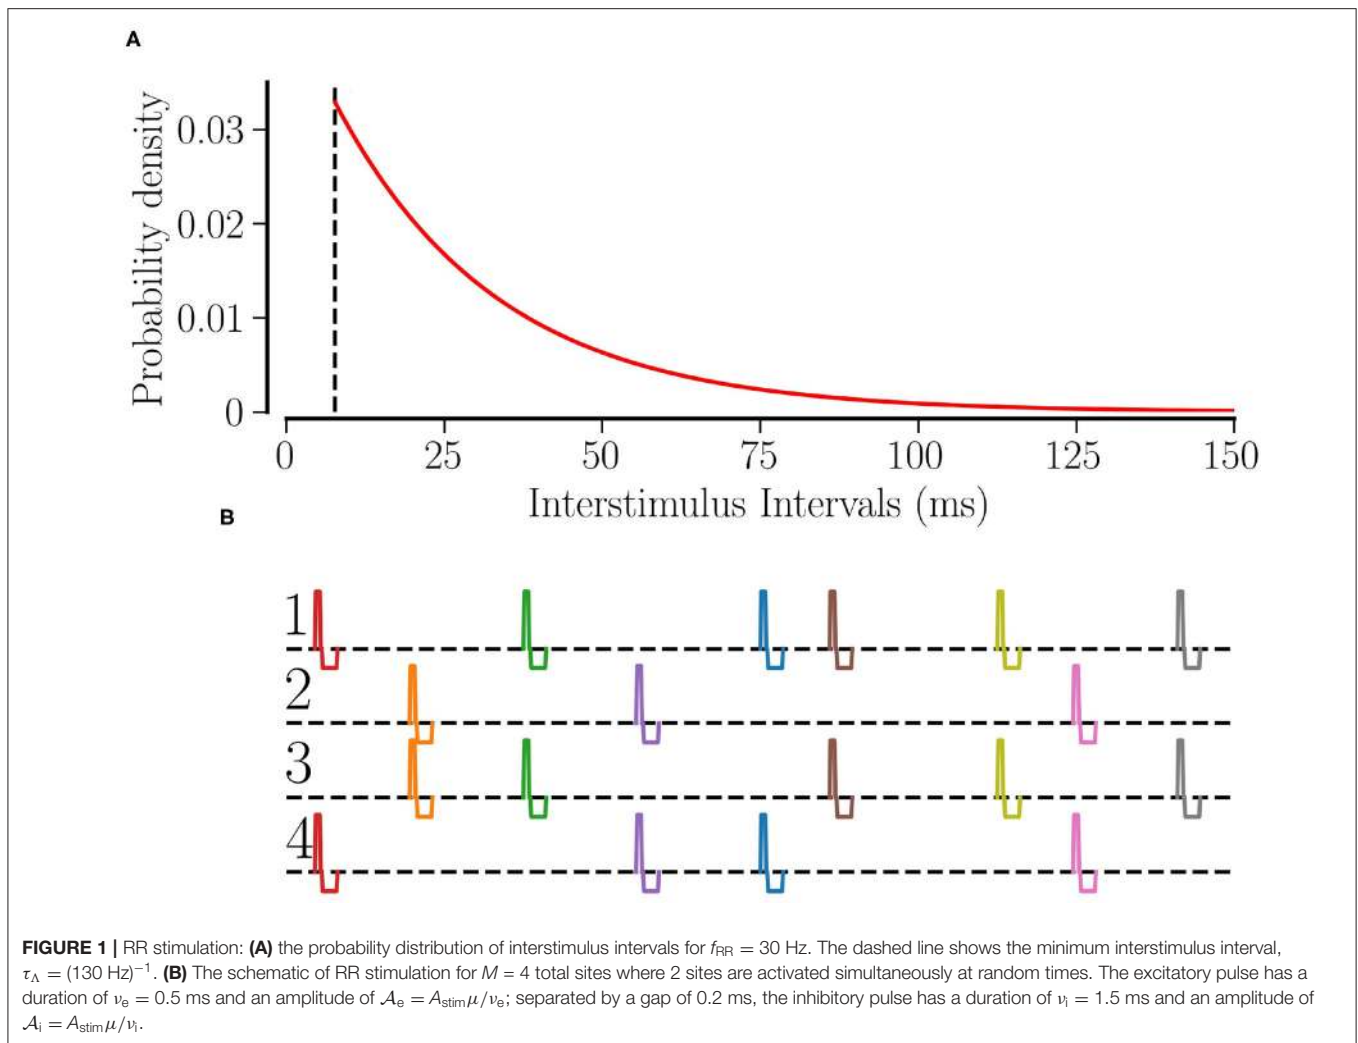 A
Probability density
0.03
0.02
0.01
0
0 25 50 75 100 125 150
Interstimulus Intervals (ms)
B
1
2
3
4
FIGURE 1 | RR stimulation: (A) the probability distribution of interstimulus intervals for fRR = 30 Hz. The dashed line shows the minimum interstimulus interval,
τΛ = (130 Hz)−1. (B) The schematic of RR stimulation for M = 4 total sites where 2 sites are activated simultaneously at random times. The excitatory pulse has a
duration of νe = 0.5 ms and an amplitude of 𝒜e = Astimμ/νe; separated by a gap of 0.2 ms, the inhibitory pulse has a duration of νi = 1.5 ms and an amplitude of
𝒜i = Astimμ/νi.